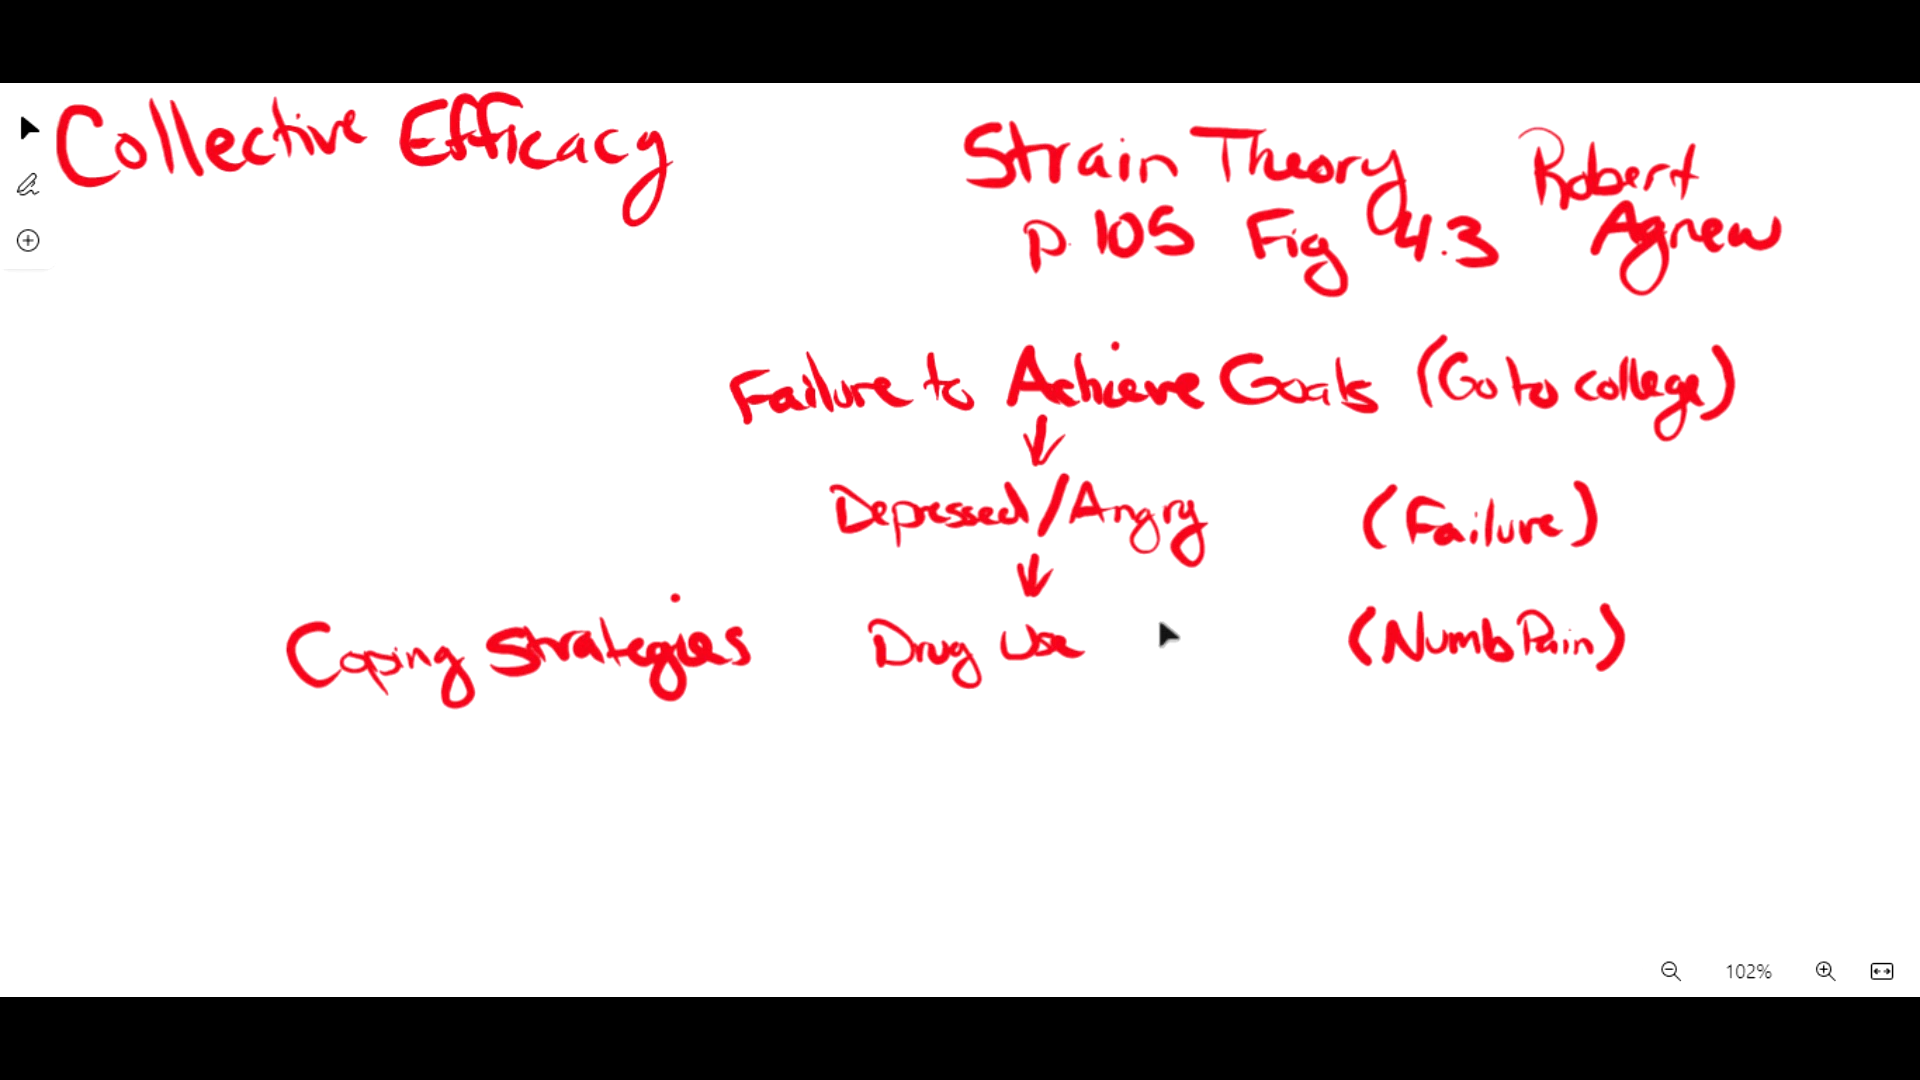 Collective Efficacy
Strain Theory Robert
p. 105 Fig 4.3 Agnew
Failure to Achieve Goals (Go to college)
Depressed/Angry (Failure)
Coping Strategies Drug Use (Numb Pain)
102%